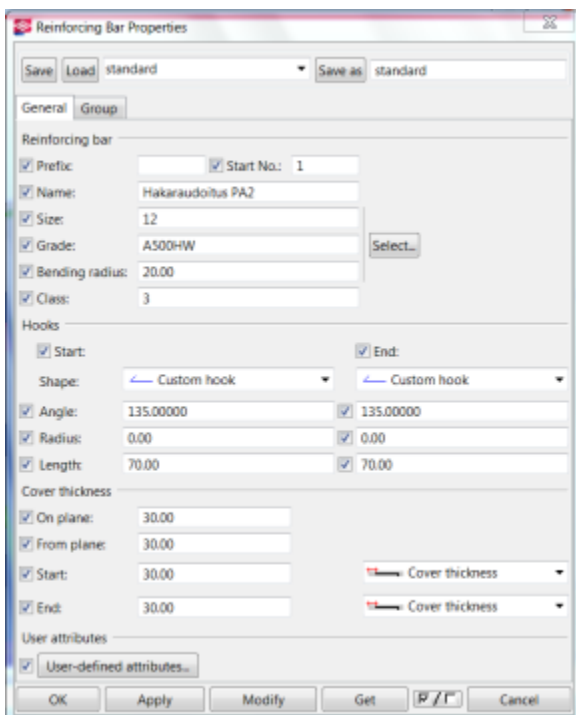 Reinforcing Bar Properties
Save Load standard Save as standard
General Group
Reinforcing bar
Prefix: Start No.: 1
Name: Hakaraudoitus PA2
Size: 12
Grade: A500HW Select...
Bending radius: 20.00
Class: 3
Hooks
Start: End:
Shape: Custom hook Custom hook
Angle: 135.00000 135.00000
Radius: 0.00 0.00
Length: 70.00 70.00
Cover thickness
On plane: 30.00
From plane: 30.00
Start: 30.00 Cover thickness
End: 30.00 Cover thickness
User attributes
User-defined attributes...
OK Apply Modify Get Cancel